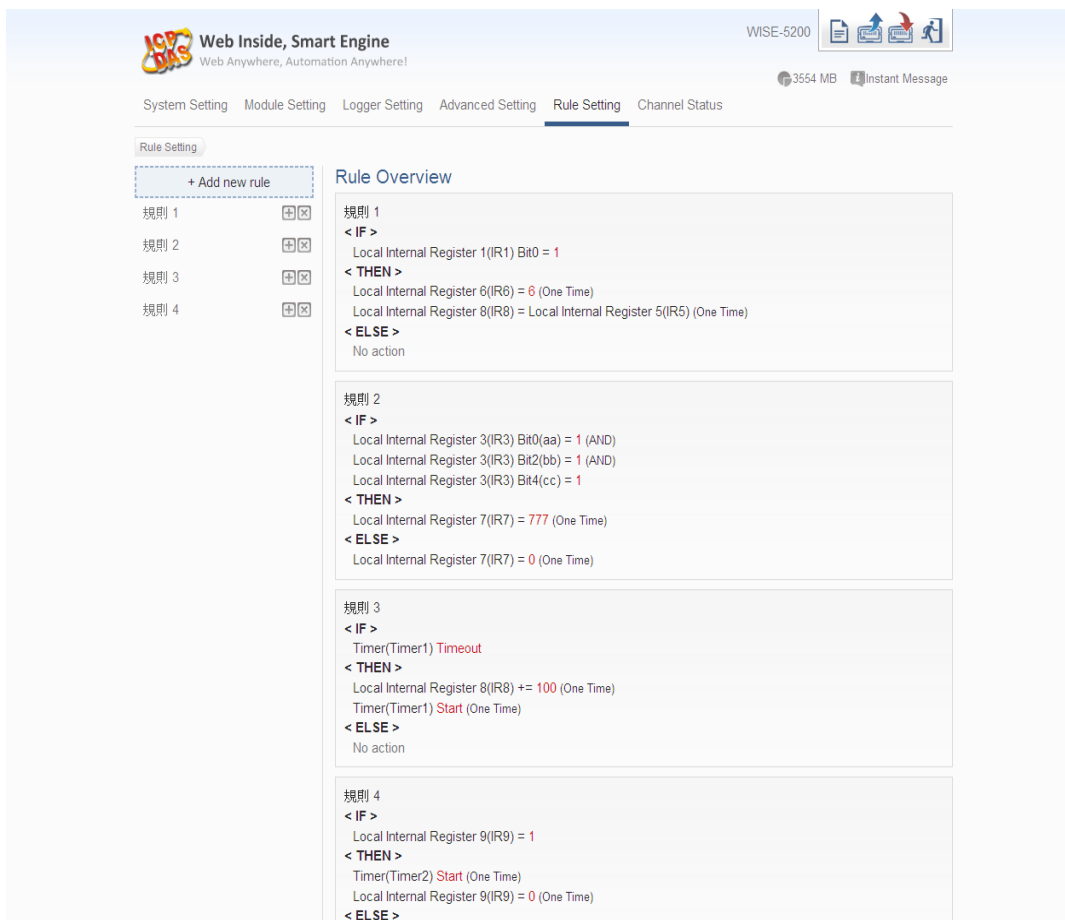 ICP DAS
Web Inside, Smart Engine
Web Anywhere, Automation Anywhere!
WISE-5200
3554 MB Instant Message
System Setting Module Setting Logger Setting Advanced Setting Rule Setting Channel Status
Rule Setting
+ Add new rule
規則 1
規則 2
規則 3
規則 4
Rule Overview
規則 1
< IF >
Local Internal Register 1(IR1) Bit0 = 1
< THEN >
Local Internal Register 6(IR6) = 6 (One Time)
Local Internal Register 8(IR8) = Local Internal Register 5(IR5) (One Time)
< ELSE >
No action
規則 2
< IF >
Local Internal Register 3(IR3) Bit0(aa) = 1 (AND)
Local Internal Register 3(IR3) Bit2(bb) = 1 (AND)
Local Internal Register 3(IR3) Bit4(cc) = 1
< THEN >
Local Internal Register 7(IR7) = 777 (One Time)
< ELSE >
Local Internal Register 7(IR7) = 0 (One Time)
規則 3
< IF >
Timer(Timer1) Timeout
< THEN >
Local Internal Register 8(IR8) += 100 (One Time)
Timer(Timer1) Start (One Time)
< ELSE >
No action
規則 4
< IF >
Local Internal Register 9(IR9) = 1
< THEN >
Timer(Timer2) Start (One Time)
Local Internal Register 9(IR9) = 0 (One Time)
< ELSE >